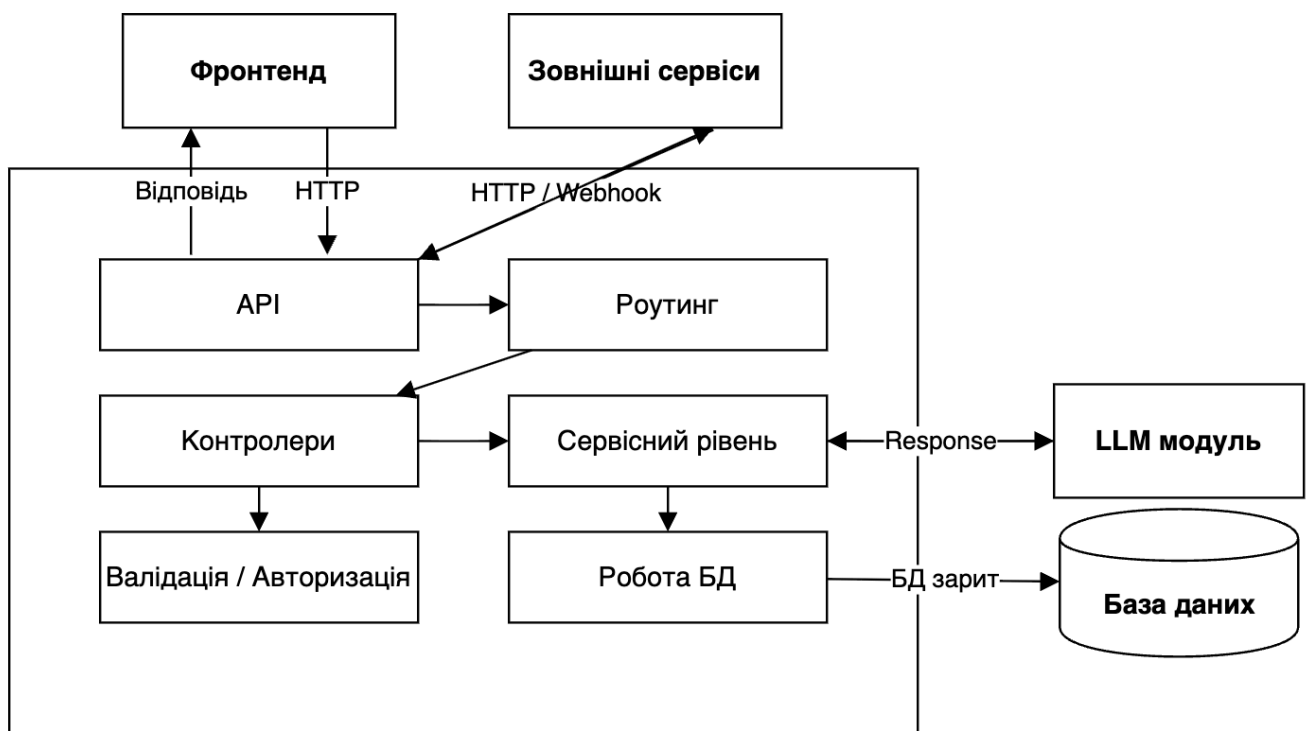 Фронтенд
Зовнішні сервіси
Відповідь
HTTP
HTTP / Webhook
API
Роутинг
Контролери
Сервісний рівень
Response
LLM модуль
Валідація / Авторизація
Робота БД
БД зарит
База даних